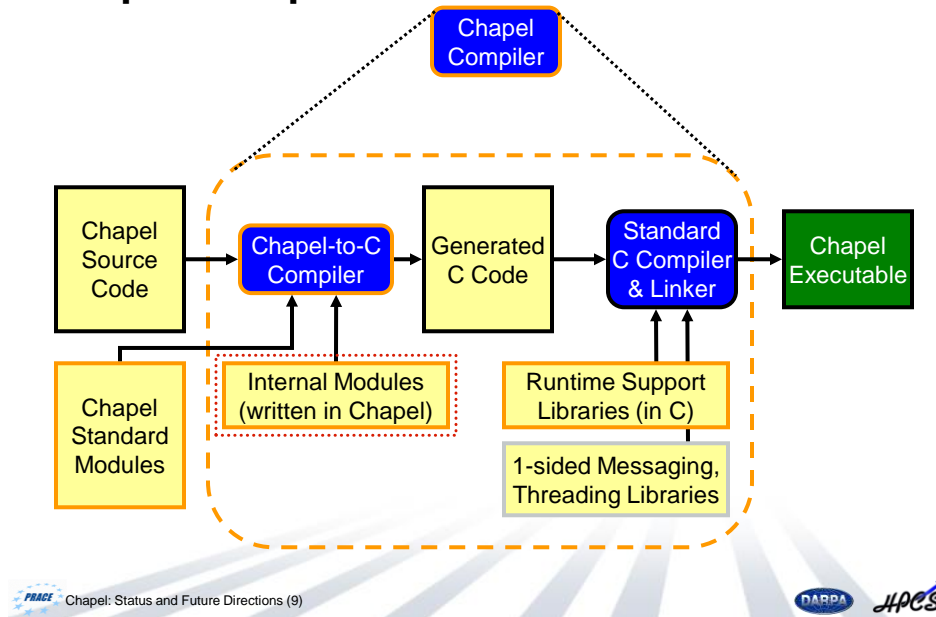 Chapel
Compiler
Chapel
Source
Code
Chapel-to-C
Compiler
Generated
C Code
Standard
C Compiler
& Linker
Chapel
Executable
Chapel
Standard
Modules
Internal Modules
(written in Chapel)
Runtime Support
Libraries (in C)
1-sided Messaging,
Threading Libraries
PRACE
Chapel: Status and Future Directions (9)
DARPA
HPCS